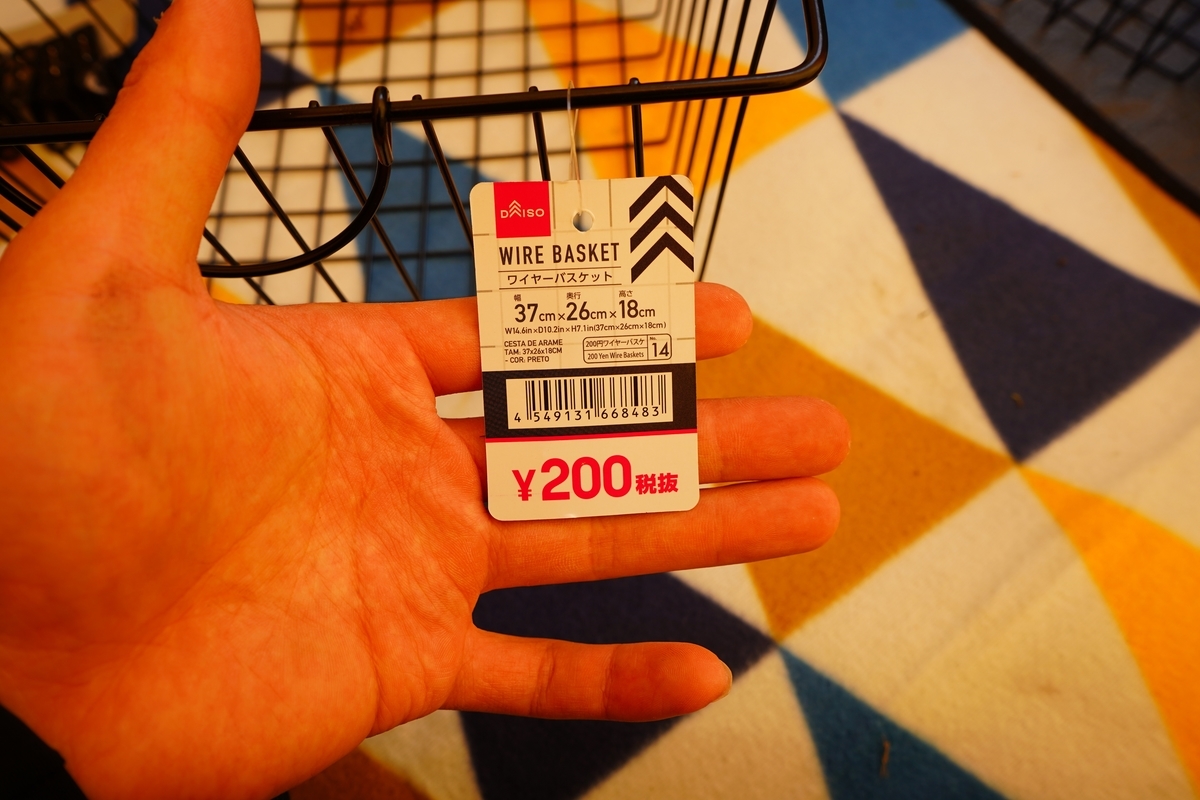 DAISO
WIRE BASKET
ワイヤーバスケット
幅 奥行 高さ
37cm×26cm×18cm
W14.6in×D10.2in×H7.1in(37cm×26cm×18cm)
CESTA DE ARAME
TAM: 37x26x18CM
- COR: PRETO
200円ワイヤーバスケ
200 Yen Wire Baskets
No.
14
4 549131 668483
¥200税抜